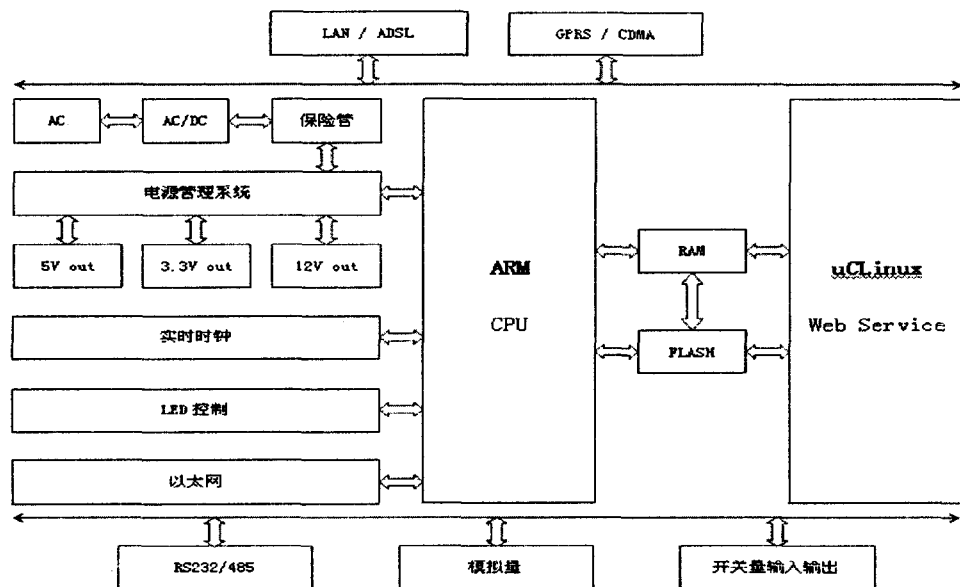 LAN / ADSL
GPRS / CDMA
AC
AC/DC
保险管
电源管理系统
5V out
3.3V out
12V out
实时时钟
LED 控制
以太网
ARM
CPU
RAM
FLASH
uCLinux
Web Service
RS232/485
模拟量
开关量输入输出